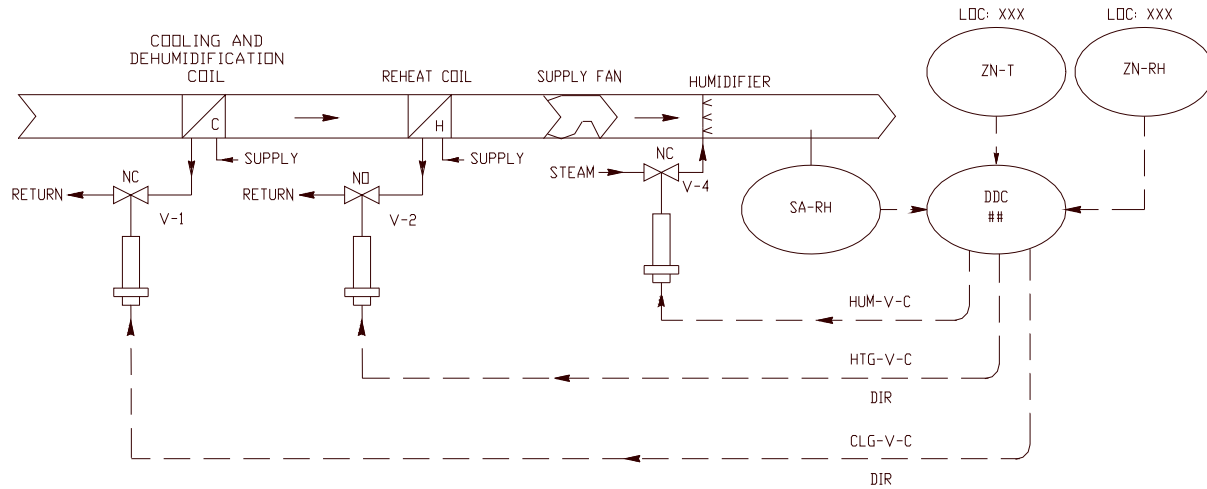 LOC: XXX
LOC: XXX
COOLING AND
DEHUMIDIFICATION
COIL
REHEAT COIL
SUPPLY FAN
HUMIDIFIER
ZN-T
ZN-RH
C
H
SUPPLY
SUPPLY
RETURN
NC
V-1
RETURN
NO
V-2
STEAM
NC
V-4
SA-RH
DDC
##
HUM-V-C
HTG-V-C
DIR
CLG-V-C
DIR